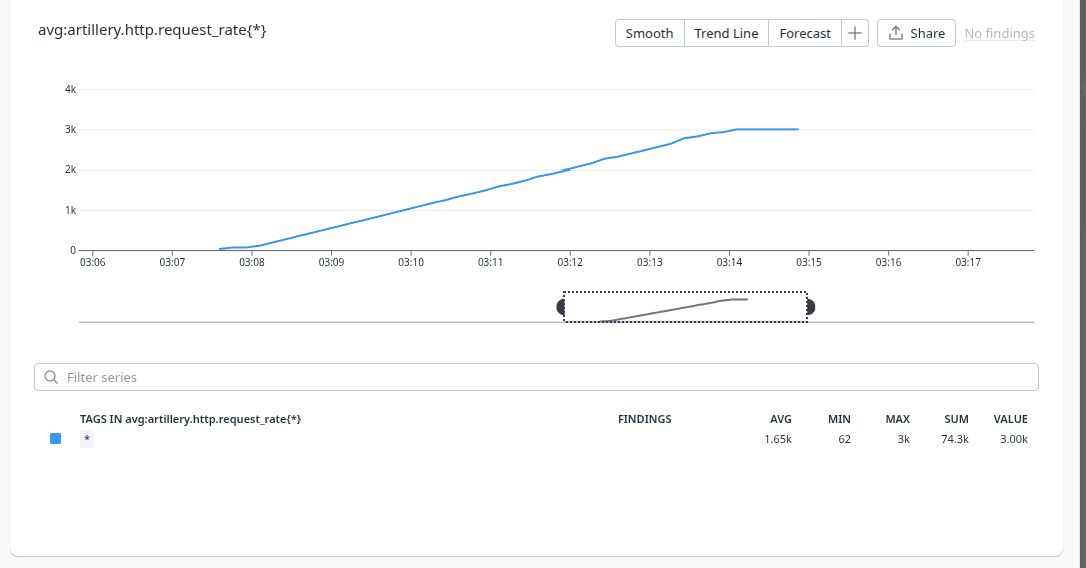 avg:artillery.http.request_rate{*}
Smooth Trend Line Forecast Share No findings
4k
3k
2k
1k
0
03:06 03:07 03:08 03:09 03:10 03:11 03:12 03:13 03:14 03:15 03:16 03:17
Filter series
TAGS IN avg:artillery.http.request_rate{*} FINDINGS AVG MIN MAX SUM VALUE
* 1.65k 62 3k 74.3k 3.00k